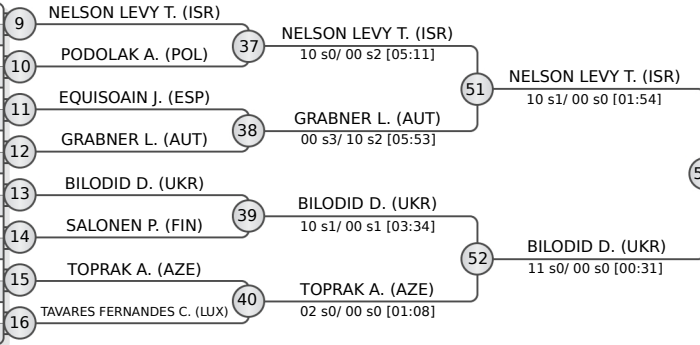 9
NELSON LEVY T. (ISR)
10
PODOLAK A. (POL)
37
NELSON LEVY T. (ISR)
10 s0/ 00 s2 [05:11]
11
EQUISOAIN J. (ESP)
12
GRABNER L. (AUT)
38
GRABNER L. (AUT)
00 s3/ 10 s2 [05:53]
51
NELSON LEVY T. (ISR)
10 s1/ 00 s0 [01:54]
13
BILODID D. (UKR)
14
SALONEN P. (FIN)
39
BILODID D. (UKR)
10 s1/ 00 s1 [03:34]
15
TOPRAK A. (AZE)
16
TAVARES FERNANDES C. (LUX)
40
TOPRAK A. (AZE)
02 s0/ 00 s0 [01:08]
52
BILODID D. (UKR)
11 s0/ 00 s0 [00:31]